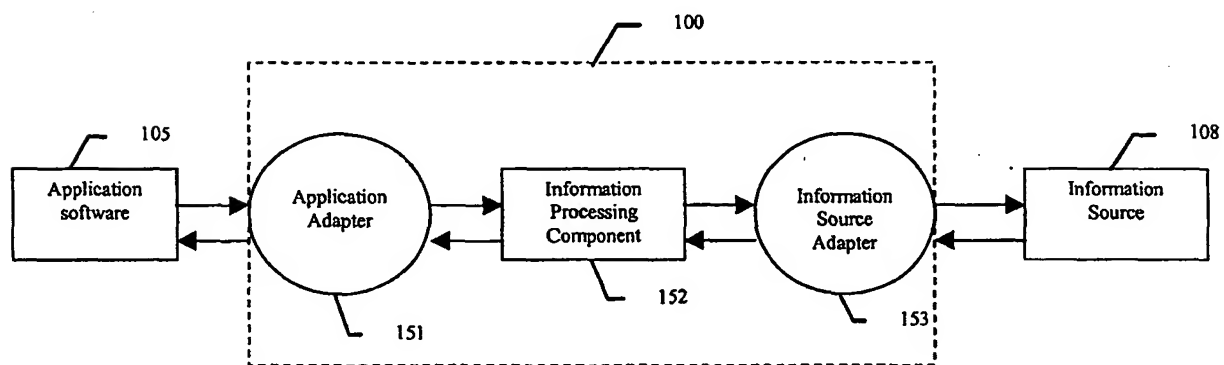 100
105
108
Application
software
Application
Adapter
Information
Processing
Component
Information
Source
Adapter
Information
Source
151
152
153